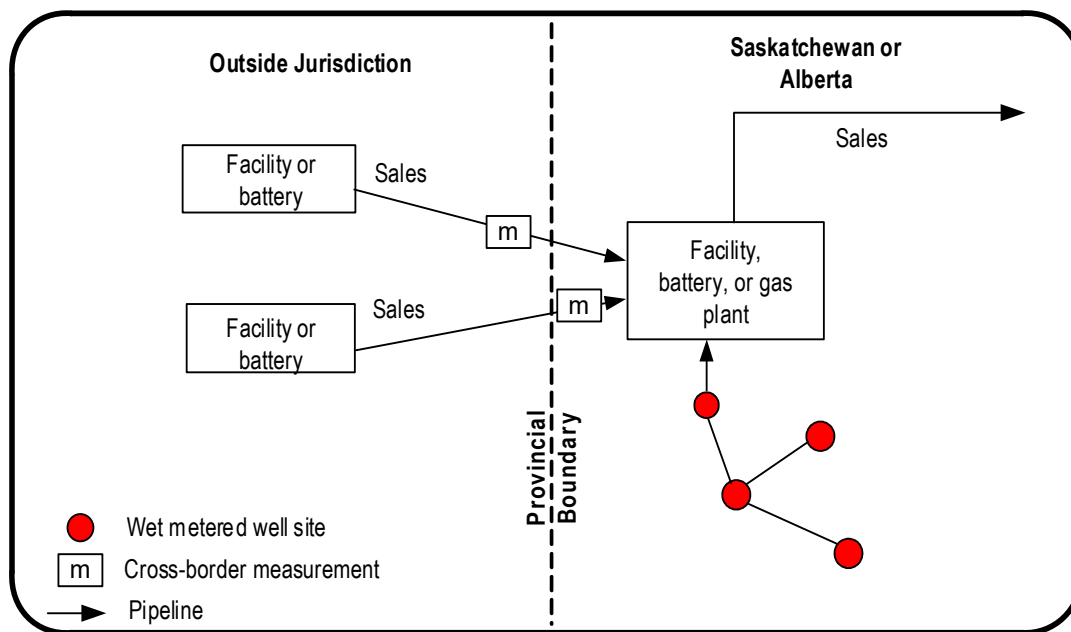 Outside Jurisdiction
Saskatchewan or
Alberta
Sales
Facility or
battery
Sales
m
Facility,
battery, or gas
plant
Sales
m
Facility or
battery
Provincial
Boundary
Wet metered well site
m Cross-border measurement
Pipeline